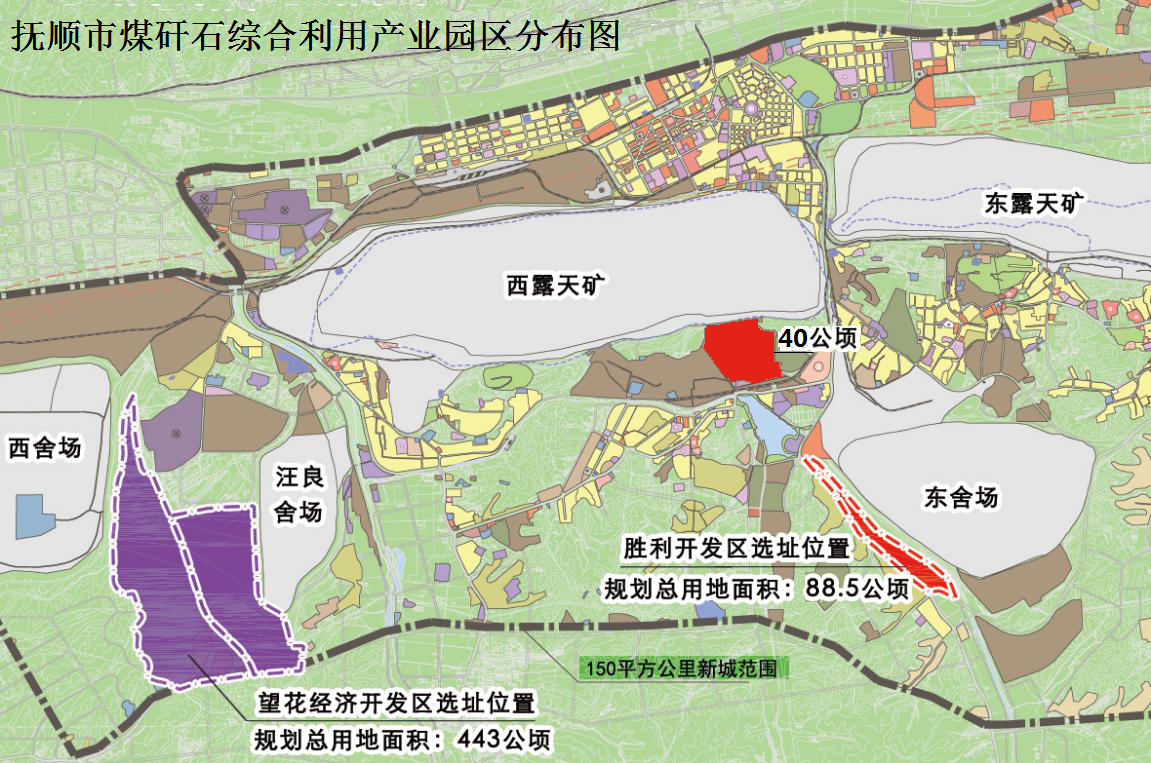 抚顺市煤矸石综合利用产业园区分布图
东露天矿
西露天矿
40公顷
西舍场
汪良
舍场
东舍场
胜利开发区选址位置
规划总用地面积：88.5公顷
150平方公里新城范围
望花经济开发区选址位置
规划总用地面积：443公顷